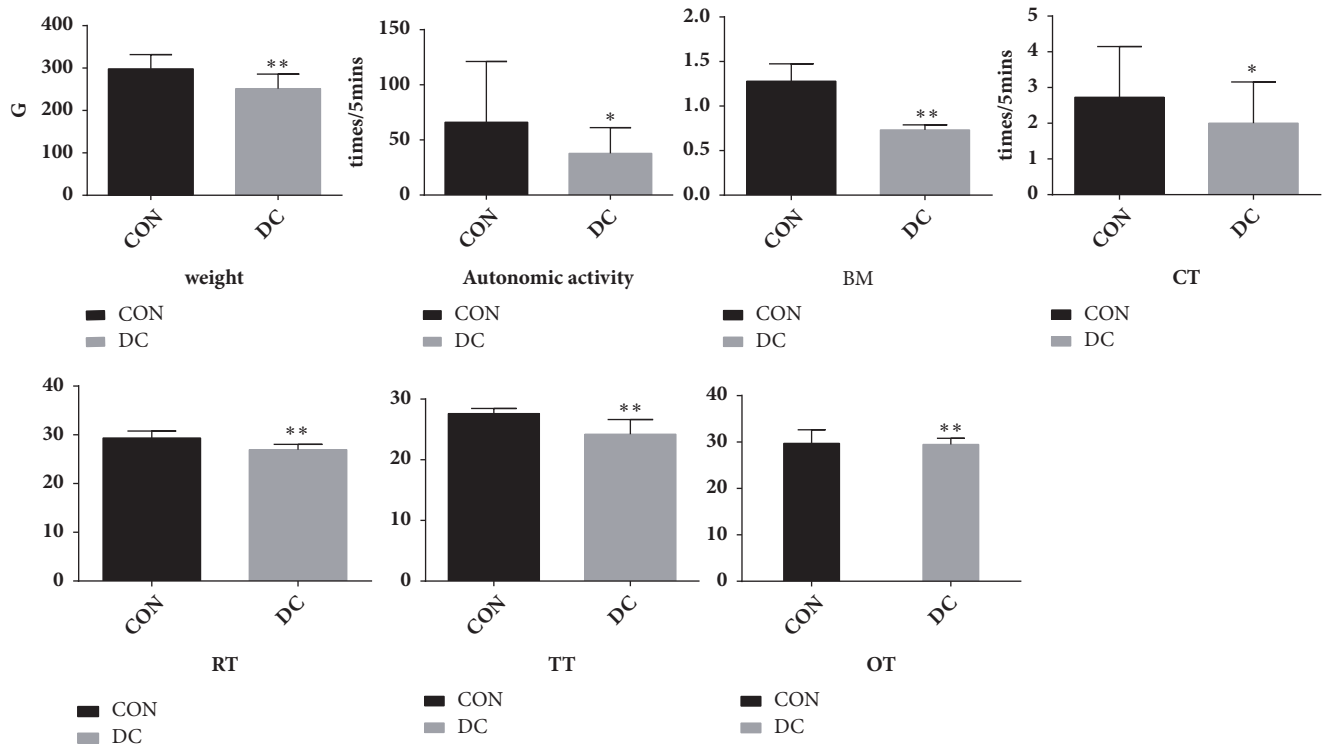 400
300
200
100
0
G
**
CON
DC
weight
CON
DC
150
100
50
0
times/5mins
*
CON
DC
Autonomic activity
CON
DC
2.0
1.5
1.0
0.5
0.0
**
CON
DC
BM
CON
DC
5
4
3
2
1
0
times/5mins
*
CON
DC
CT
CON
DC
40
30
20
10
0
**
CON
DC
RT
CON
DC
30
20
10
0
**
CON
DC
TT
CON
DC
40
30
20
10
0
**
CON
DC
OT
CON
DC